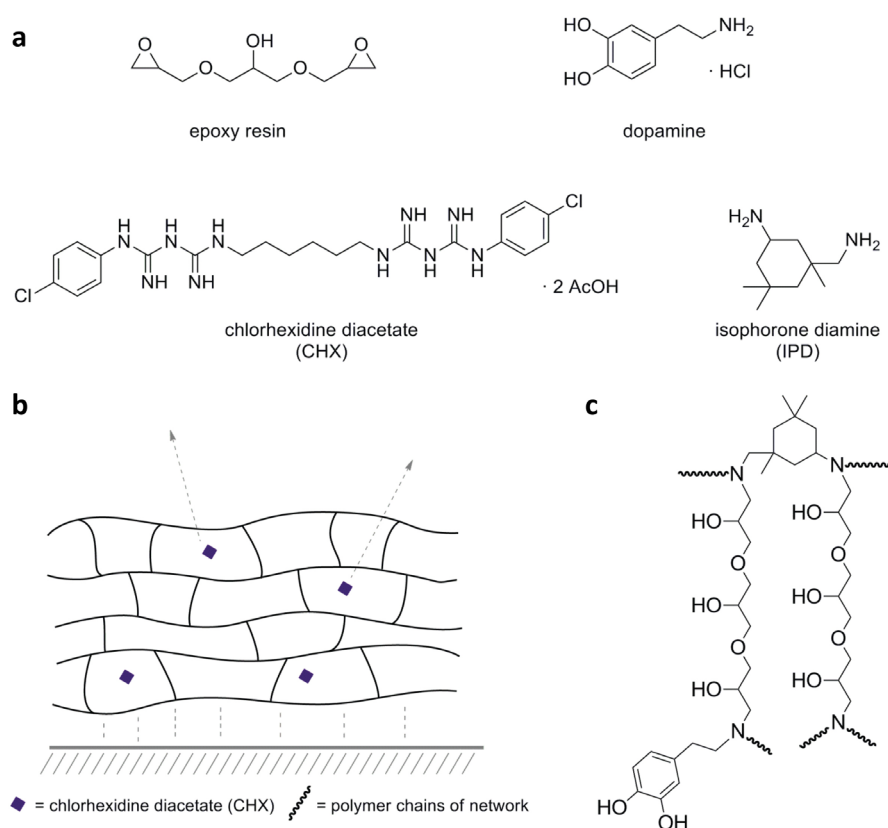 a
O
OH
O
O
O
epoxy resin
HO
HO
NH₂
· HCl
dopamine
Cl
H
N
H
N
H
N
NH
NH
NH
NH
N
H
N
H
N
H
Cl
· 2 AcOH
chlorhexidine diacetate
(CHX)
H₂N
NH₂
isophorone diamine
(IPD)
b
= chlorhexidine diacetate (CHX)
= polymer chains of network
c
N
N
HO
HO
O
O
HO
HO
O
O
HO
HO
N
N
HO
OH